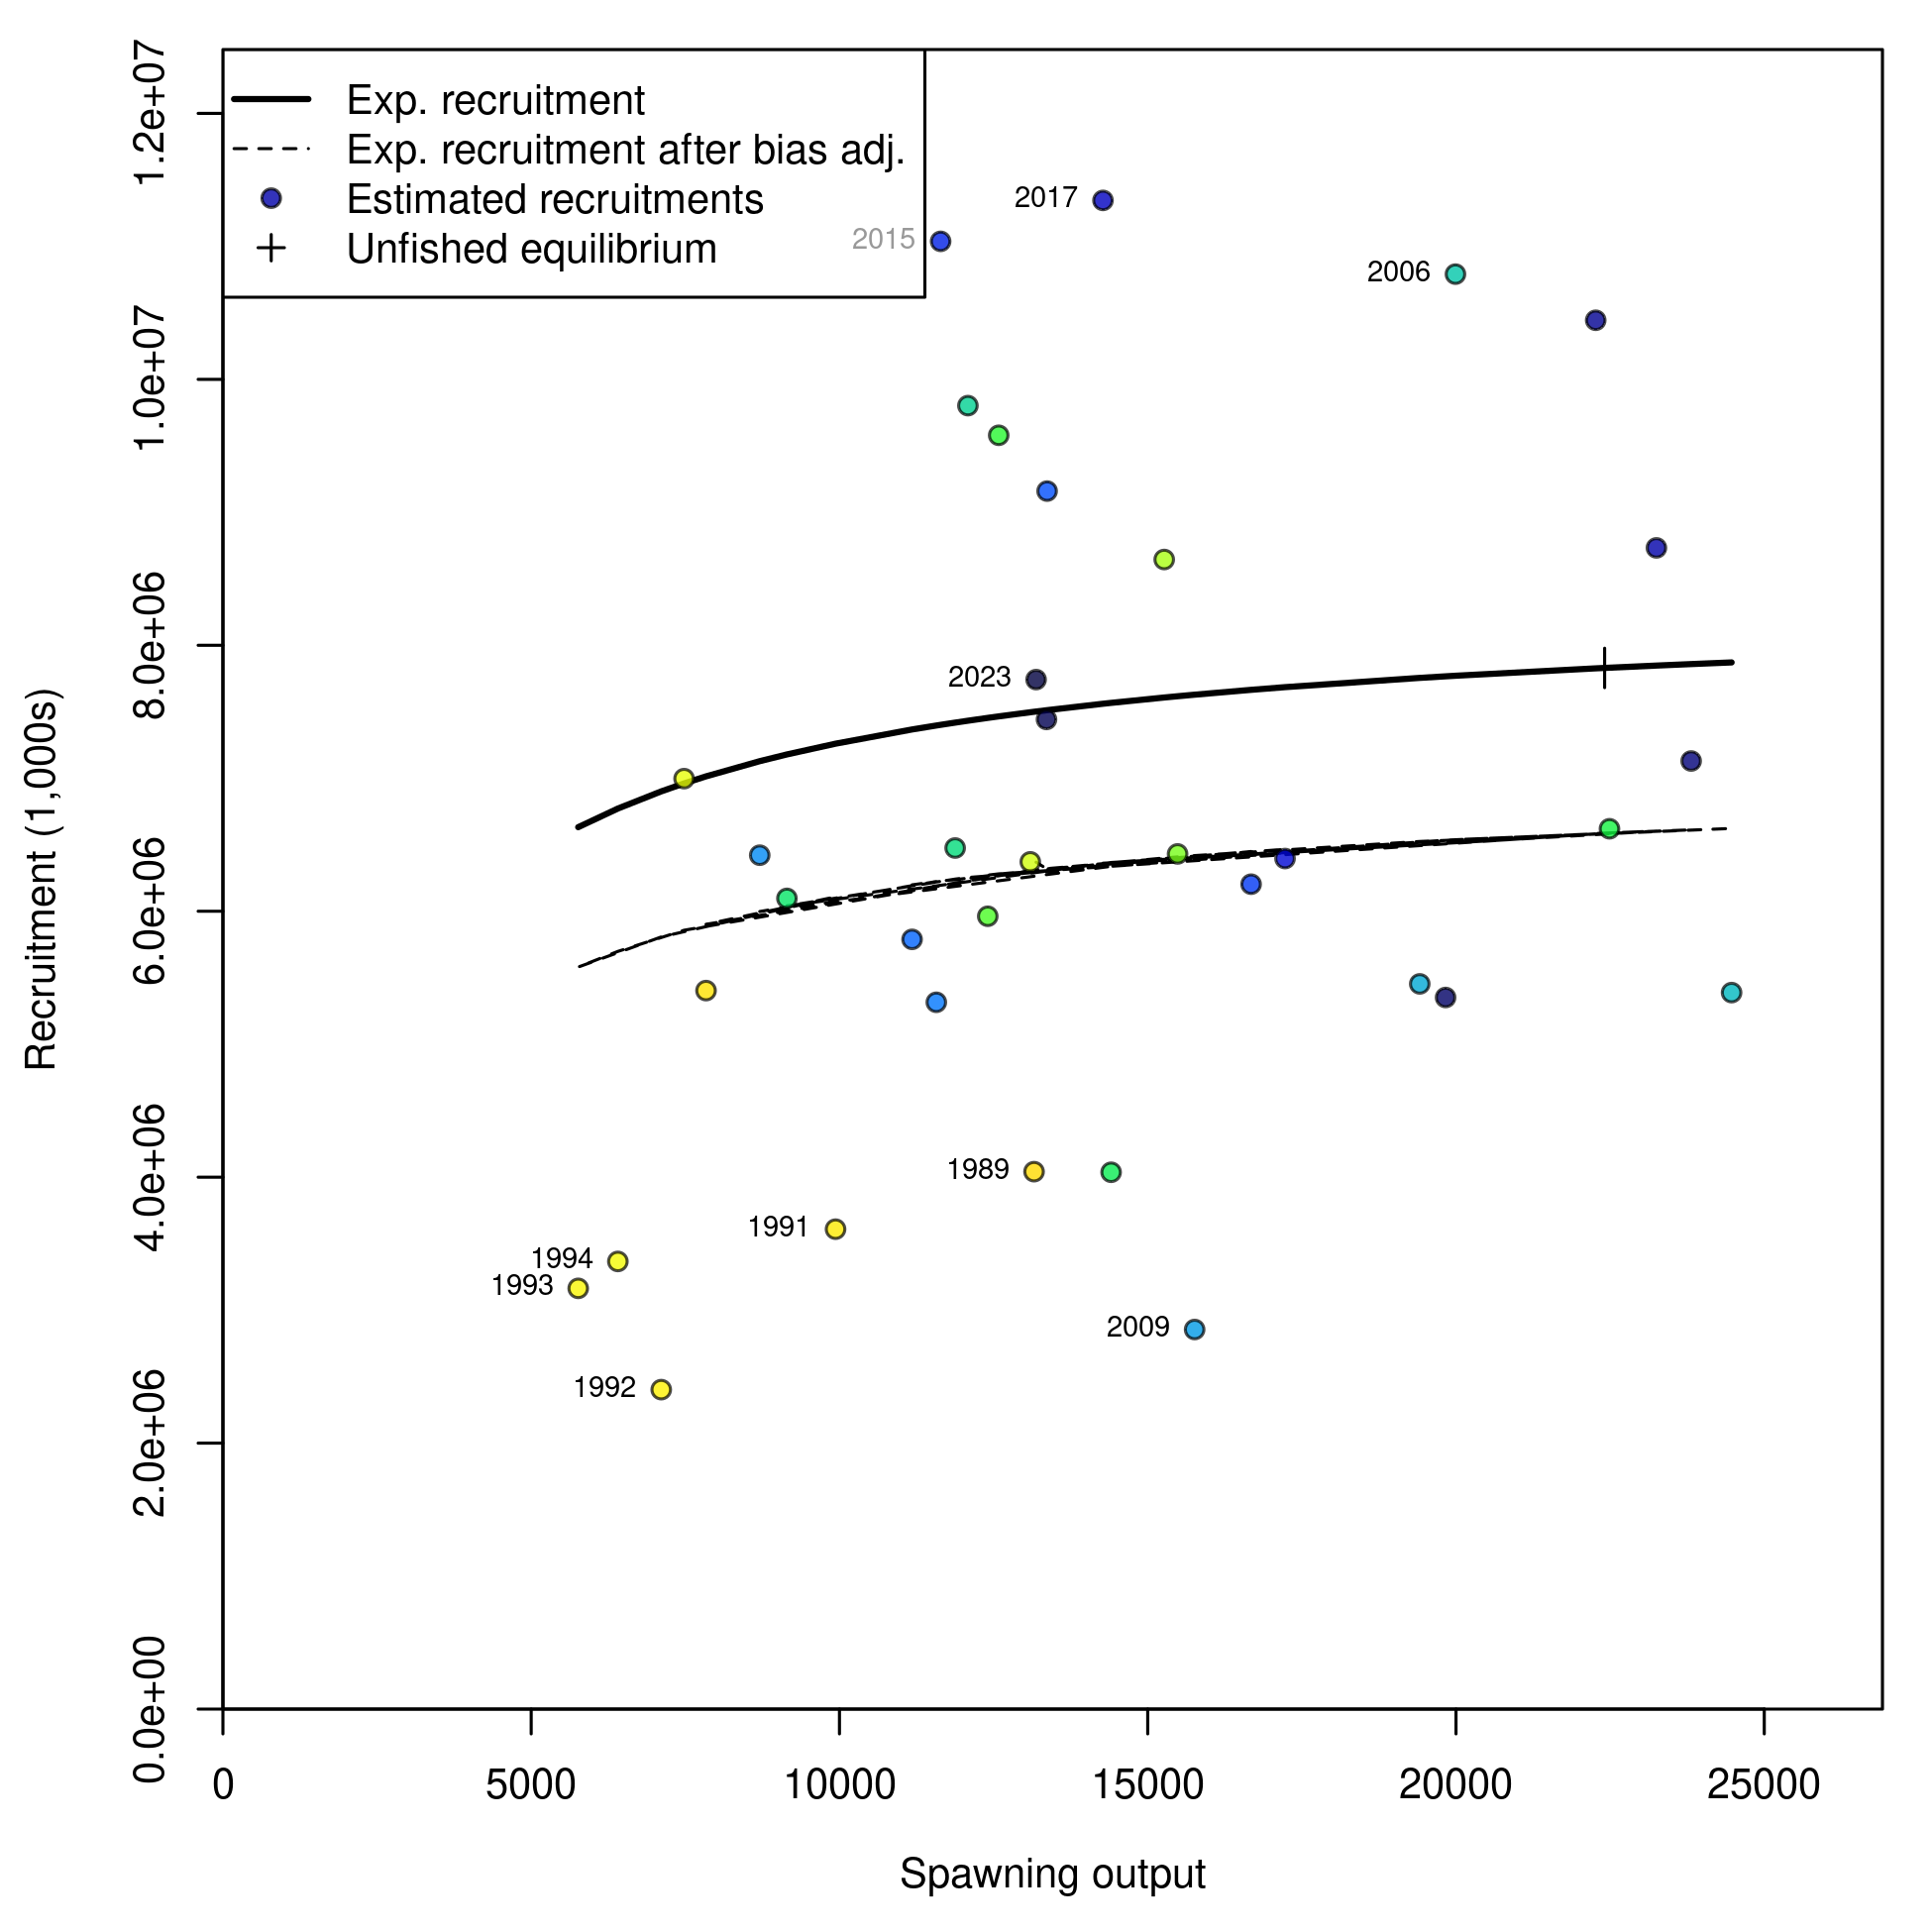 Exp. recruitment
Exp. recruitment after bias adj.
Estimated recruitments
Unfished equilibrium
2017
2015
2006
2023
1989
1991
1994
1993
2009
1992
Recruitment (1,000s)
1.2e+07
1.0e+07
8.0e+06
6.0e+06
4.0e+06
2.0e+06
0.0e+00
0 5000 10000 15000 20000 25000
Spawning output